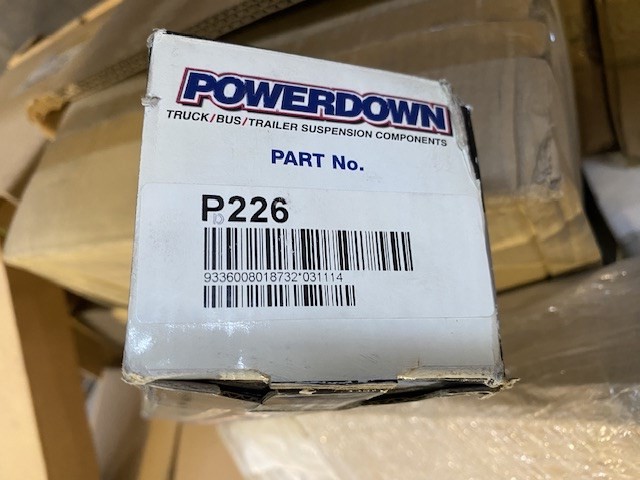 POWERDOWN
TRUCK/BUS/TRAILER SUSPENSION COMPONENTS
PART No.
P226
9336008018732*031114